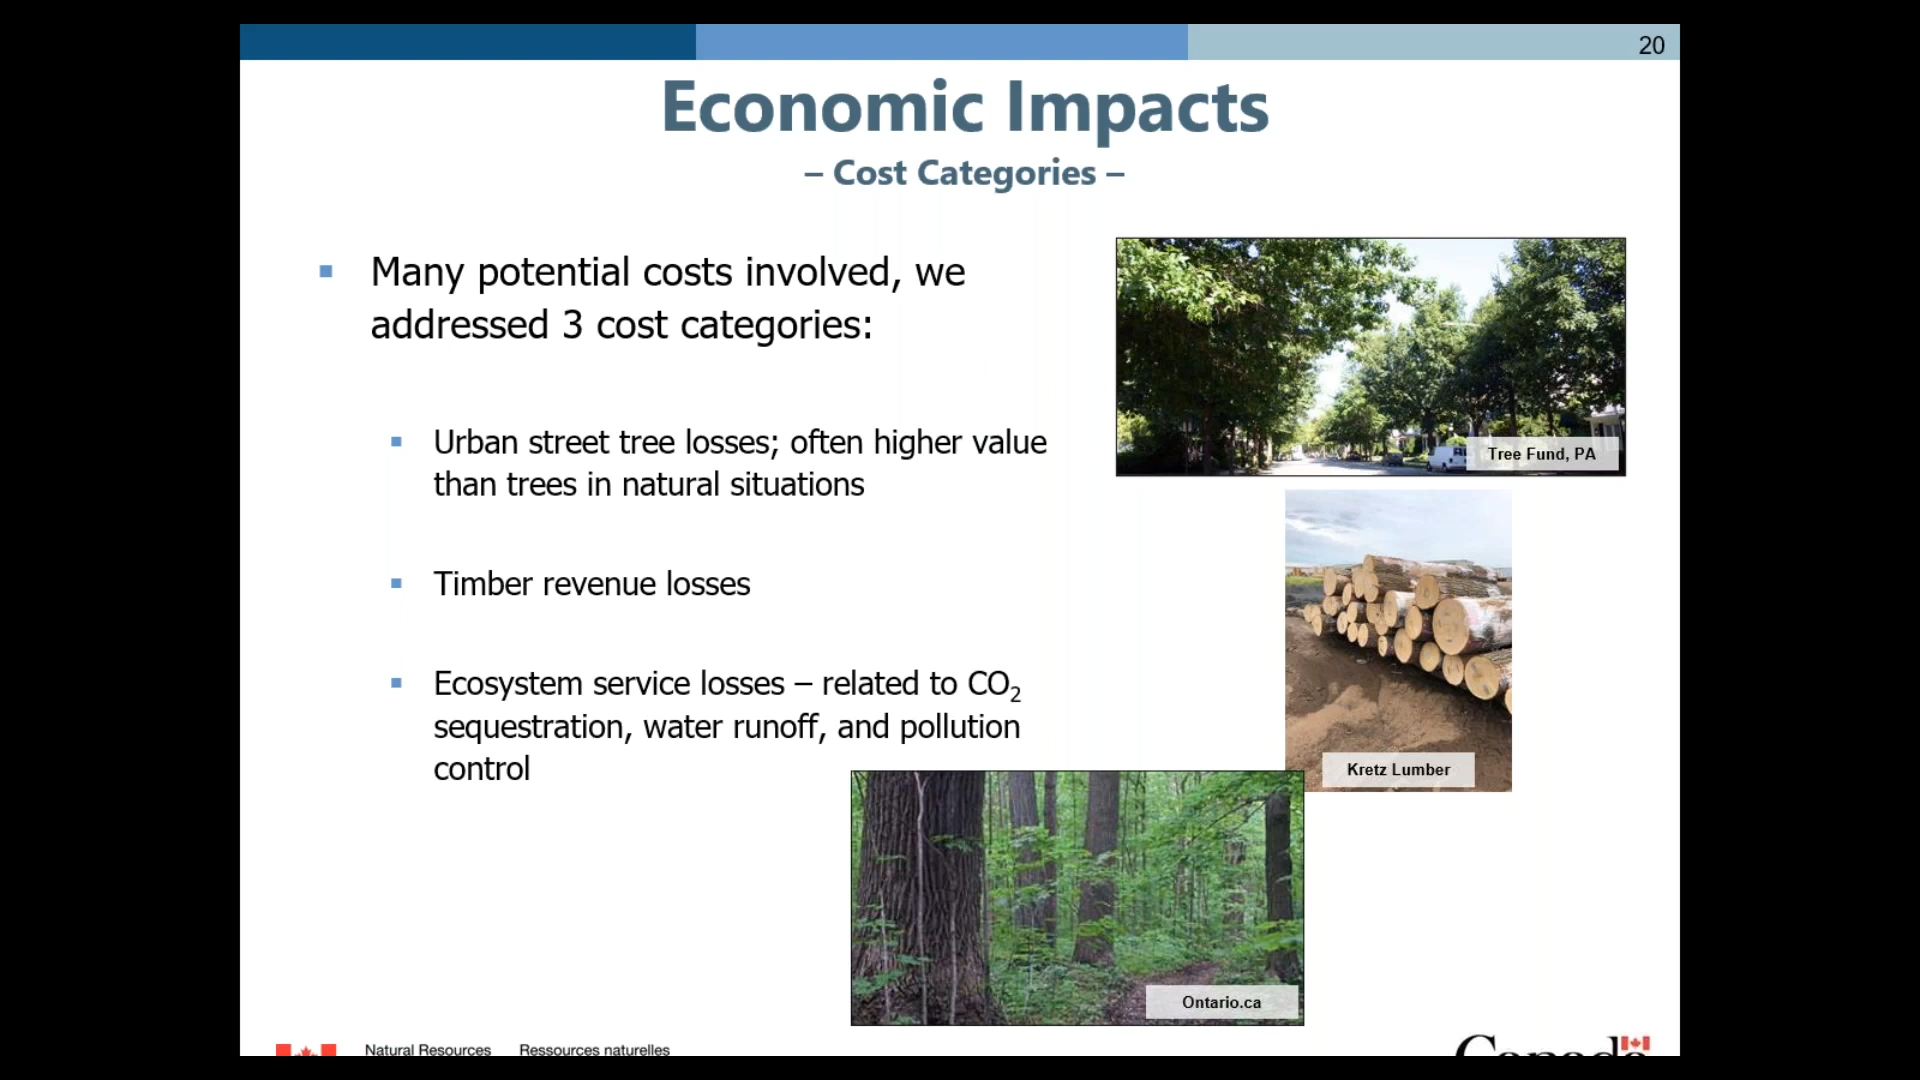 20
Economic Impacts
– Cost Categories –
Many potential costs involved, we
addressed 3 cost categories:
Urban street tree losses; often higher value
than trees in natural situations
Timber revenue losses
Ecosystem service losses – related to CO₂
sequestration, water runoff, and pollution
control
Tree Fund, PA
Kretz Lumber
Ontario.ca
Natural Resources Ressources naturelles
Canada